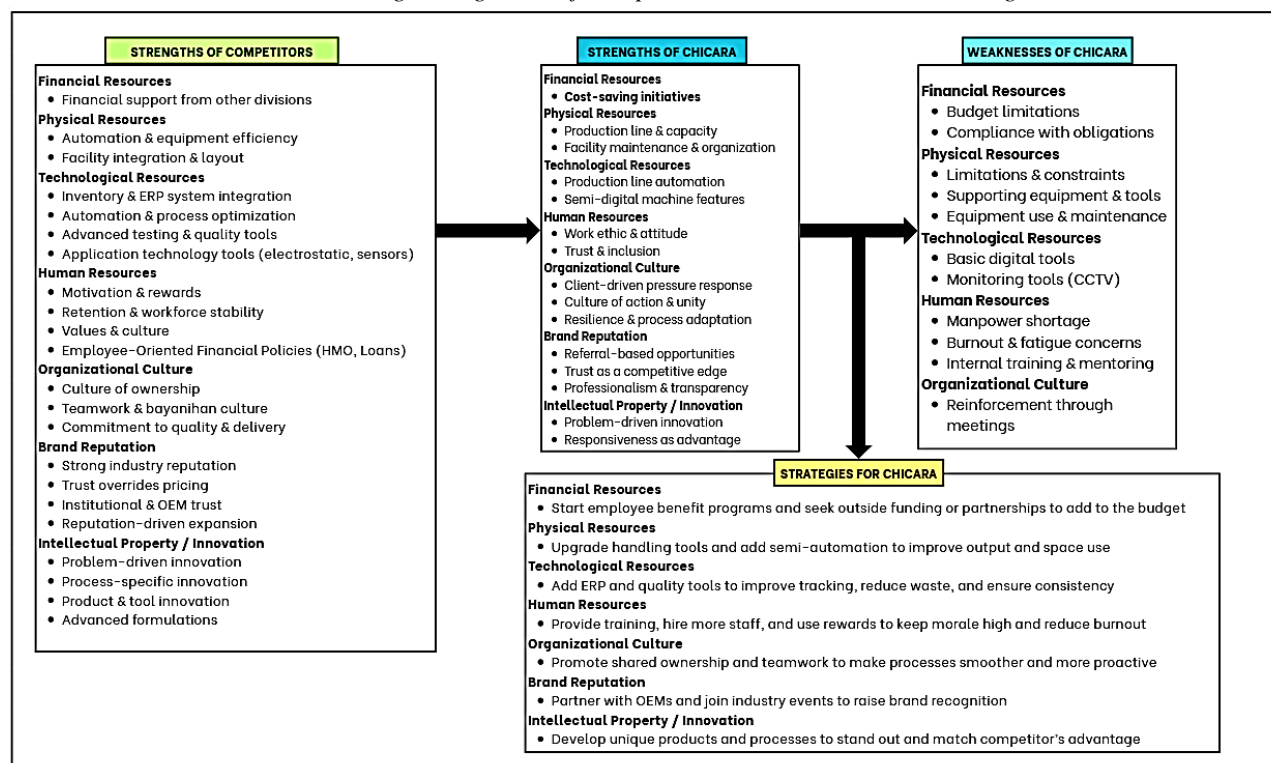 STRENGTHS OF COMPETITORS
Financial Resources
• Financial support from other divisions
Physical Resources
• Automation & equipment efficiency
• Facility integration & layout
Technological Resources
• Inventory & ERP system integration
• Automation & process optimization
• Advanced testing & quality tools
• Application technology tools (electrostatic, sensors)
Human Resources
• Motivation & rewards
• Retention & workforce stability
• Values & culture
• Employee-Oriented Financial Policies (HMO, Loans)
Organizational Culture
• Culture of ownership
• Teamwork & bayanihan culture
• Commitment to quality & delivery
Brand Reputation
• Strong industry reputation
• Trust overrides pricing
• Institutional & OEM trust
• Reputation-driven expansion
Intellectual Property / Innovation
• Problem-driven innovation
• Process-specific innovation
• Product & tool innovation
• Advanced formulations
STRENGTHS OF CHICARA
Financial Resources
• Cost-saving initiatives
Physical Resources
• Production line & capacity
• Facility maintenance & organization
Technological Resources
• Production line automation
• Semi-digital machine features
Human Resources
• Work ethic & attitude
• Trust & inclusion
Organizational Culture
• Client-driven pressure response
• Culture of action & unity
• Resilience & process adaptation
Brand Reputation
• Referral-based opportunities
• Trust as a competitive edge
• Professionalism & transparency
Intellectual Property / Innovation
• Problem-driven innovation
• Responsiveness as advantage
WEAKNESSES OF CHICARA
Financial Resources
• Budget limitations
• Compliance with obligations
Physical Resources
• Limitations & constraints
• Supporting equipment & tools
• Equipment use & maintenance
Technological Resources
• Basic digital tools
• Monitoring tools (CCTV)
Human Resources
• Manpower shortage
• Burnout & fatigue concerns
• Internal training & mentoring
Organizational Culture
• Reinforcement through
meetings
STRATEGIES FOR CHICARA
Financial Resources
• Start employee benefit programs and seek outside funding or partnerships to add to the budget
Physical Resources
• Upgrade handling tools and add semi-automation to improve output and space use
Technological Resources
• Add ERP and quality tools to improve tracking, reduce waste, and ensure consistency
Human Resources
• Provide training, hire more staff, and use rewards to keep morale high and reduce burnout
Organizational Culture
• Promote shared ownership and teamwork to make processes smoother and more proactive
Brand Reputation
• Partner with OEMs and join industry events to raise brand recognition
Intellectual Property / Innovation
• Develop unique products and processes to stand out and match competitor's advantage